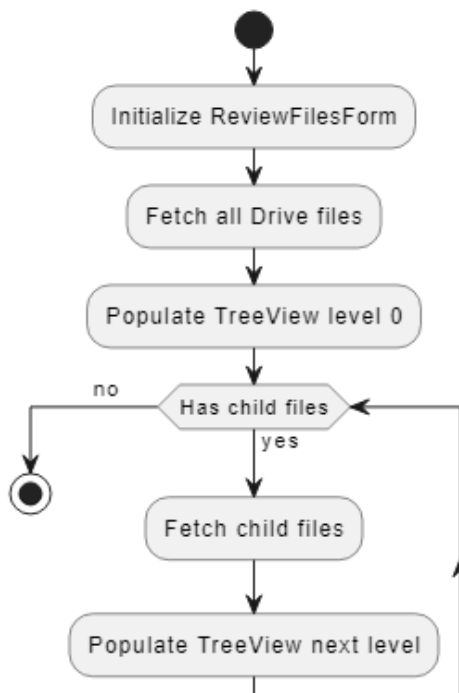 Initialize ReviewFilesForm
Fetch all Drive files
Populate TreeView level 0
no
Has child files
yes
Fetch child files
Populate TreeView next level